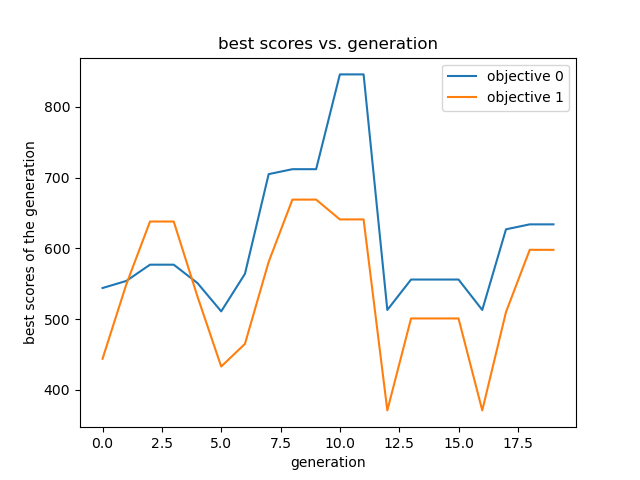 best scores vs. generation
objective 0
objective 1
best scores of the generation
800
700
600
500
400
0.0 2.5 5.0 7.5 10.0 12.5 15.0 17.5
generation